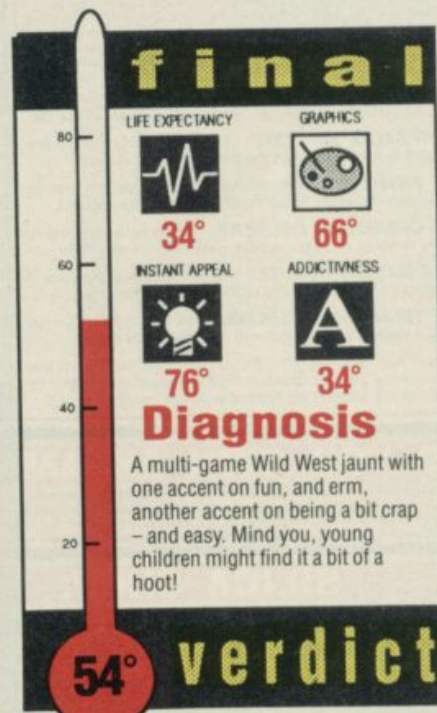 final
80
LIFE EXPECTANCY GRAPHICS
34° 66°
60
INSTANT APPEAL ADDICTIVNESS
A
76° 34°
40
Diagnosis
A multi-game Wild West jaunt with
one accent on fun, and erm,
another accent on being a bit crap
– and easy. Mind you, young
20
children might find it a bit of a
hoot!
54°
verdict